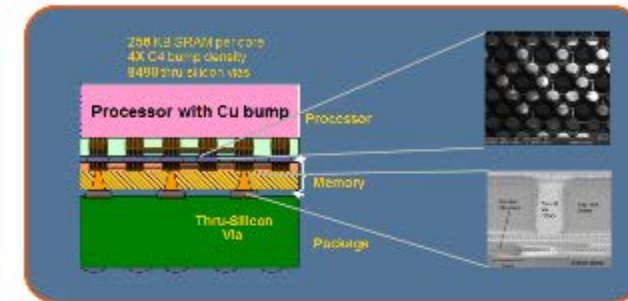 256 KB SRAM per core
4X C4 bump density
8490 thru-silicon vias
Processor with Cu bump
Processor
Memory
Thru-Silicon
Via
Package